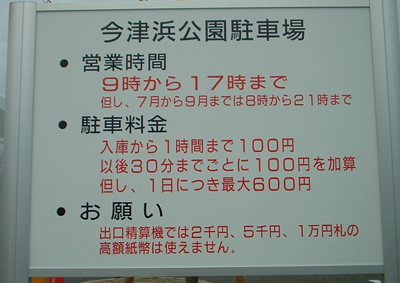 今津浜公園駐車場
● 営業時間
9時から17時まで
但し、7月から9月までは8時から21時まで
● 駐車料金
入庫から1時間まで100円
以後30分までごとに100円を加算
但し、1日につき最大600円
● お願い
出口精算機では2千円、5千円、1万円札の
高額紙幣は使えません。